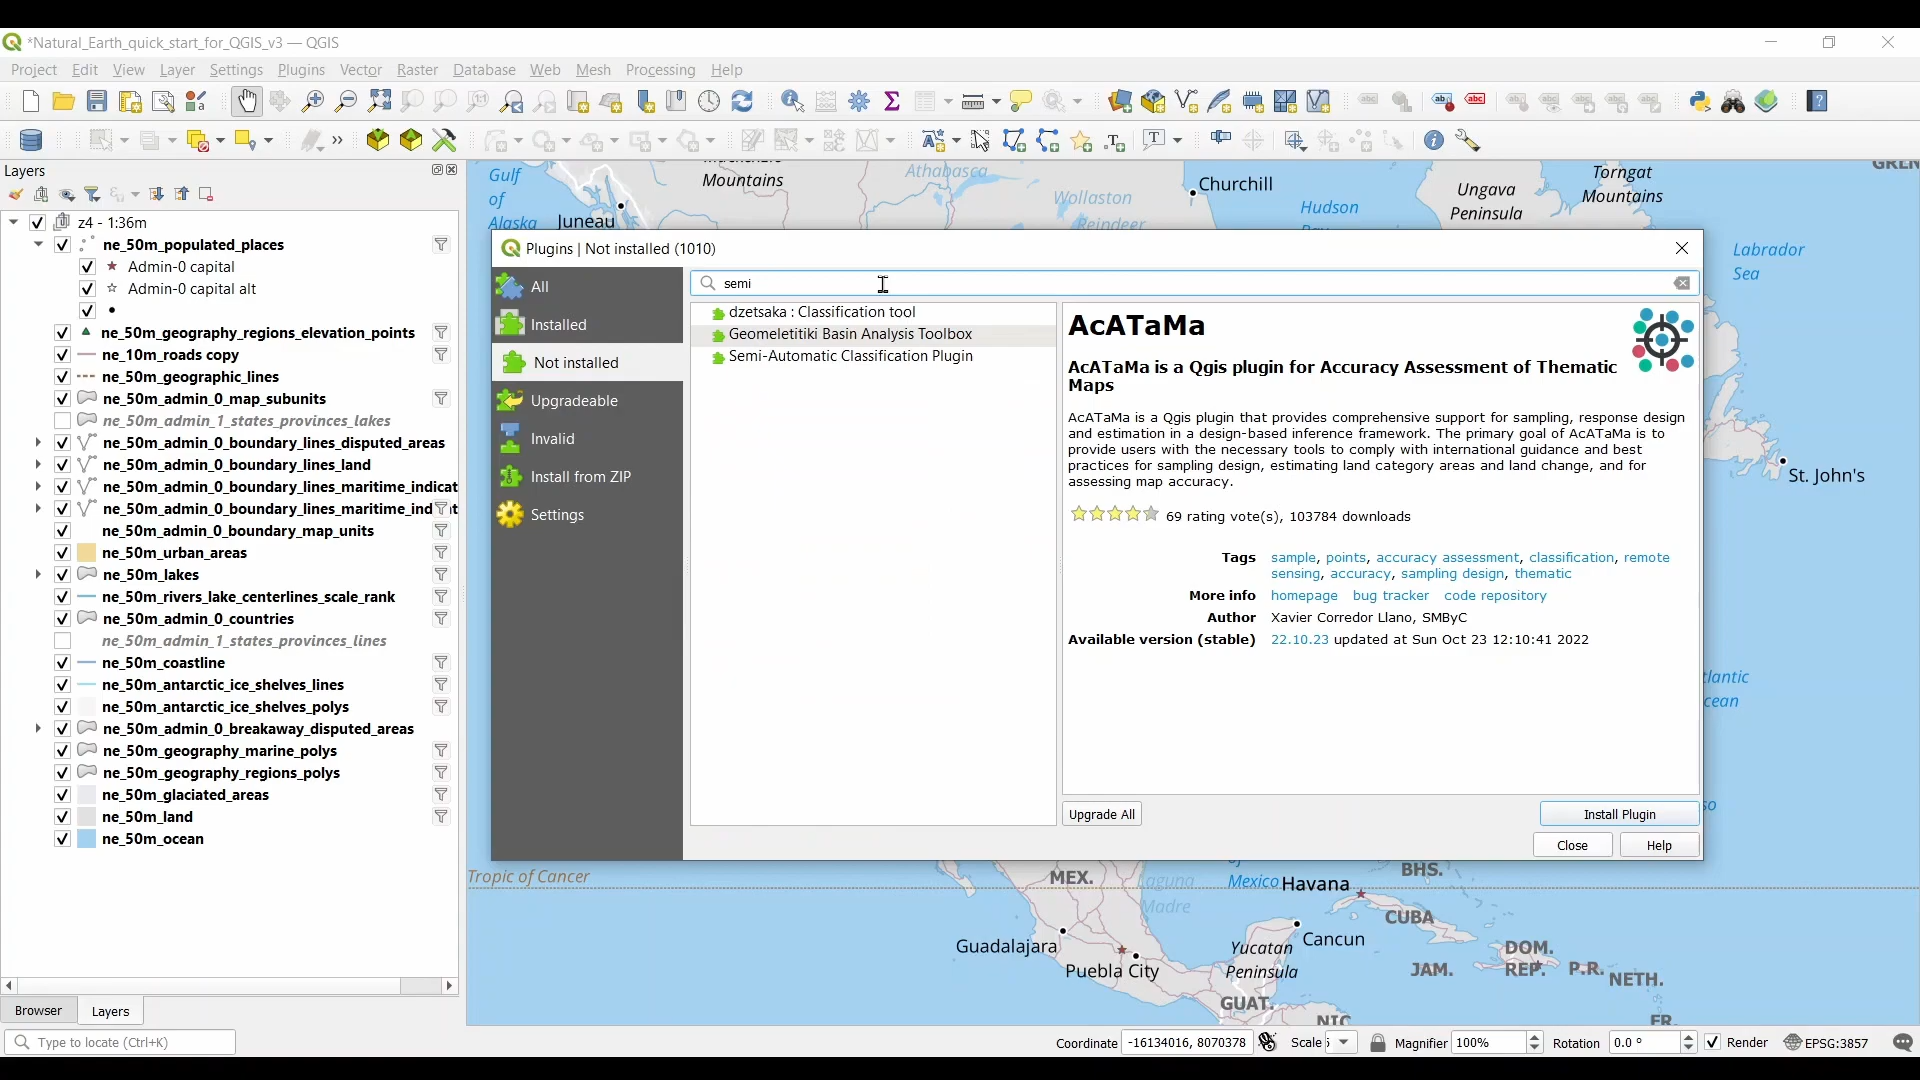 *Natural_Earth_quick_start_for_QGIS_v3 — QGIS
Project Edit View Layer Settings Plugins Vector Raster Database Web Mesh Processing Help
Layers
z4 - 1:36m
ne_50m_populated_places
Admin-0 capital
Admin-0 capital alt
ne_50m_geography_regions_elevation_points
ne_10m_roads copy
ne_50m_geographic_lines
ne_50m_admin_0_map_subunits
ne_50m_admin_1_states_provinces_lakes
ne_50m_admin_0_boundary_lines_disputed_areas
ne_50m_admin_0_boundary_lines_land
ne_50m_admin_0_boundary_lines_maritime_indicat
ne_50m_admin_0_boundary_lines_maritime_ind
ne_50m_admin_0_boundary_map_units
ne_50m_urban_areas
ne_50m_lakes
ne_50m_rivers_lake_centerlines_scale_rank
ne_50m_admin_0_countries
ne_50m_admin_1_states_provinces_lines
ne_50m_coastline
ne_50m_antarctic_ice_shelves_lines
ne_50m_antarctic_ice_shelves_polys
ne_50m_admin_0_breakaway_disputed_areas
ne_50m_geography_marine_polys
ne_50m_geography_regions_polys
ne_50m_glaciated_areas
ne_50m_land
ne_50m_ocean
Browser Layers
Gulf
of
Alaska
Juneau
Mountains
Athabasca
Wollaston
Reindeer
Churchill
Hudson
Bay
Ungava
Peninsula
Torngat
Mountains
GREN
Labrador
Sea
St. John's
tlantic
cean
Plugins | Not installed (1010)
All
Installed
Not installed
Upgradeable
Invalid
Install from ZIP
Settings
semi
dzetsaka : Classification tool
Geomeletitiki Basin Analysis Toolbox
Semi-Automatic Classification Plugin
AcATaMa
AcATaMa is a Qgis plugin for Accuracy Assessment of Thematic
Maps
AcATaMa is a Qgis plugin that provides comprehensive support for sampling, response design
and estimation in a design-based inference framework. The primary goal of AcATaMa is to
provide users with the necessary tools to comply with international guidance and best
practices for sampling design, estimating land category areas and land change, and for
assessing map accuracy.
69 rating vote(s), 103784 downloads
Tags sample, points, accuracy assessment, classification, remote
sensing, accuracy, sampling design, thematic
More info homepage bug tracker code repository
Author Xavier Corredor Llano, SMByC
Available version (stable) 22.10.23 updated at Sun Oct 23 12:10:41 2022
Upgrade All Install Plugin
Close Help
Tropic of Cancer
MEX.
Laguna
Madre
Mexico
Havana
BHS.
CUBA
Guadalajara
Puebla City
Yucatan
Peninsula
Cancun
JAM.
DOM.
REP.
P.R.
NETH.
GUAT.
NIC
FR.
Type to locate (Ctrl+K) Coordinate -16134016, 8070378 Scale Magnifier 100% Rotation 0.0 ° Render EPSG:3857